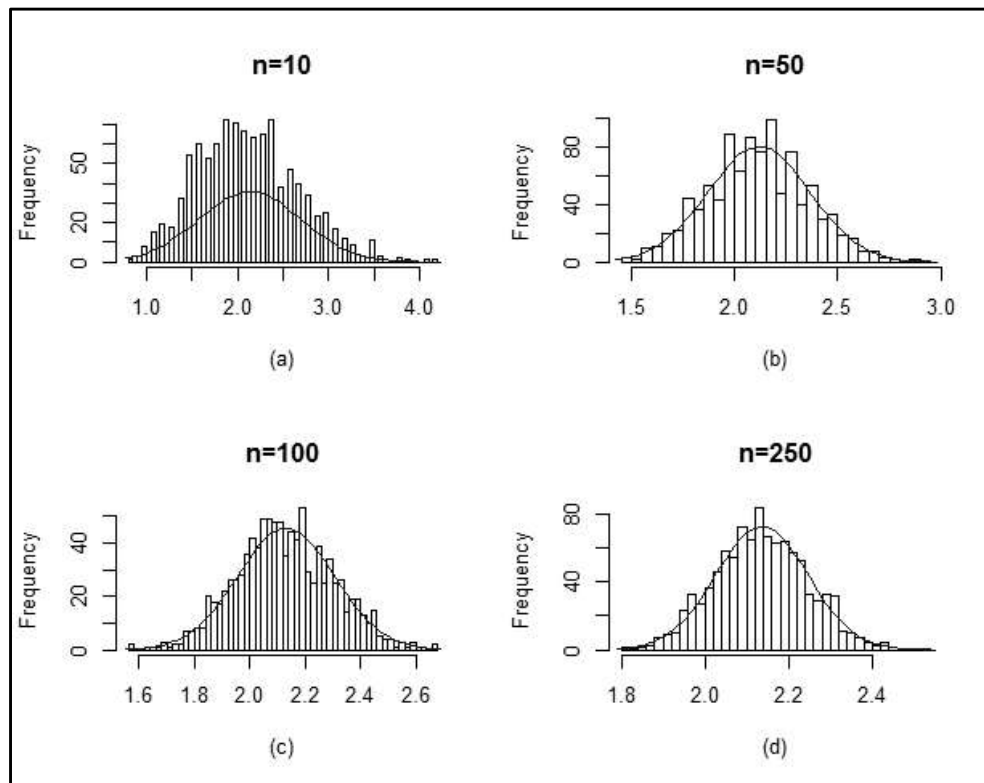 n=10
Frequency
0 20 50
1.0 2.0 3.0 4.0
(a)
n=50
Frequency
0 40 80
1.5 2.0 2.5 3.0
(b)
n=100
Frequency
0 20 40
1.6 1.8 2.0 2.2 2.4 2.6
(c)
n=250
Frequency
0 40 80
1.8 2.0 2.2 2.4
(d)